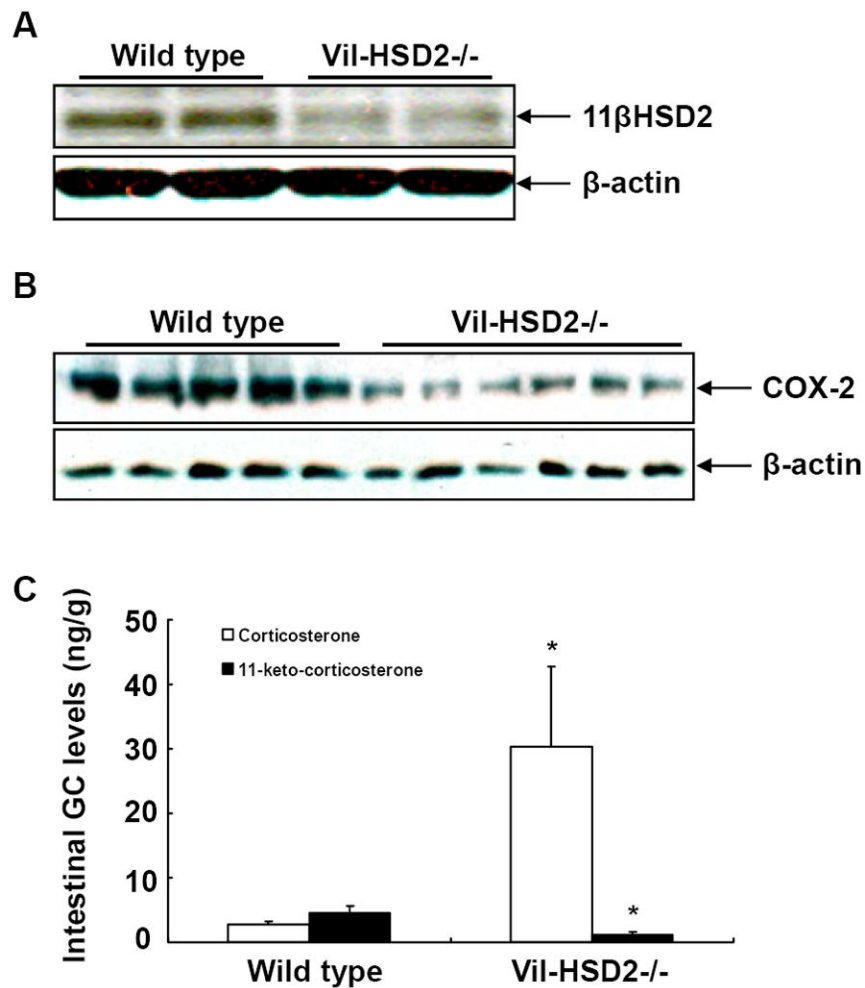 A
Wild type Vil-HSD2-/-
11βHSD2
β-actin
B
Wild type Vil-HSD2-/-
COX-2
β-actin
C
Intestinal GC levels (ng/g)
50
40
30
20
10
0
Corticosterone
11-keto-corticosterone
*
*
Wild type Vil-HSD2-/-